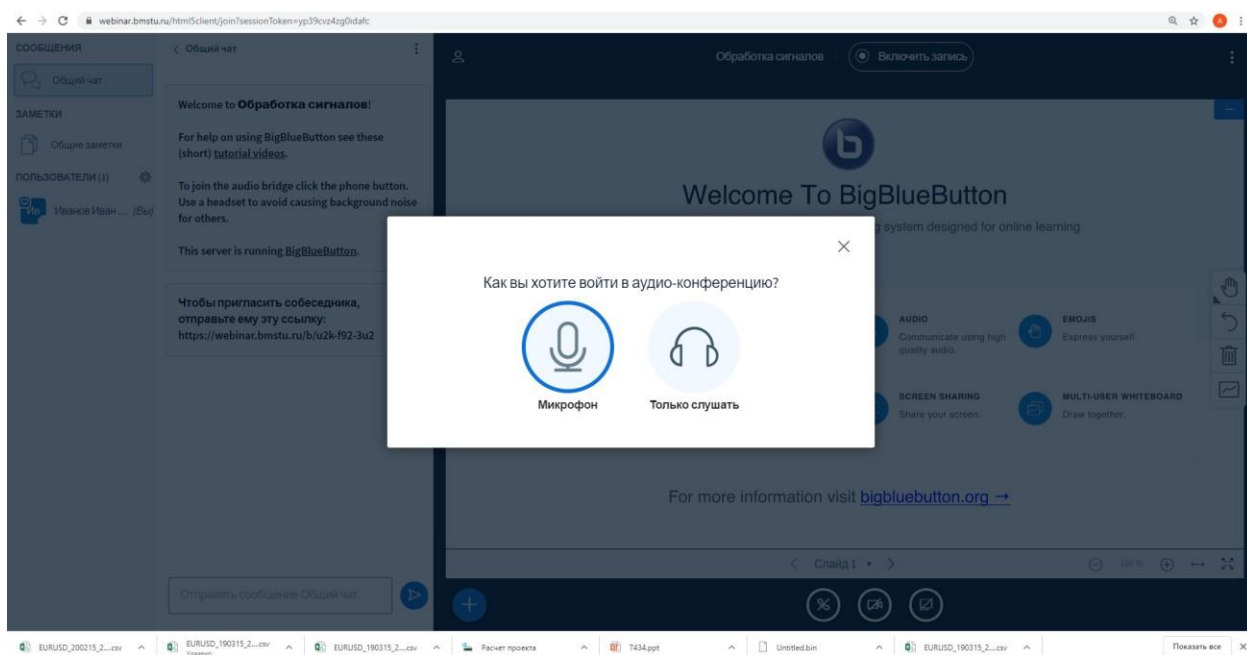 webinar.bmstu.ru/html5client/join?sessionToken=yp39cvz4zg0idafc
СООБЩЕНИЯ
Общий чат
ЗАМЕТКИ
Общие заметки
ПОЛЬЗОВАТЕЛИ (1)
Ив
Иванов Иван .... (Вы)
Общий чат
Welcome to Обработка сигналов!
For help on using BigBlueButton see these
(short) tutorial videos.
To join the audio bridge click the phone button.
Use a headset to avoid causing background noise
for others.
This server is running BigBlueButton.
Чтобы пригласить собеседника,
отправьте ему эту ссылку:
https://webinar.bmstu.ru/b/u2k-f92-3u2
Отправить сообщение Общий чат
Обработка сигналов
Включить запись
b
Welcome To BigBlueButton
system designed for online learning
AUDIO
Communicate using high
quality audio.
EMOJIS
Express yourself.
SCREEN SHARING
Share your screen.
MULTI-USER WHITEBOARD
Draw together.
For more information visit bigbluebutton.org →
Слайд 1
100%
Как вы хотите войти в аудио-конференцию?
Микрофон
Только слушать
EURUSD_200215_2....csv
EURUSD_190315_2....csv
Удалено
EURUSD_190315_2....csv
Расчет проекта
7434.ppt
Untitled.bin
EURUSD_190315_2....csv
Показать все